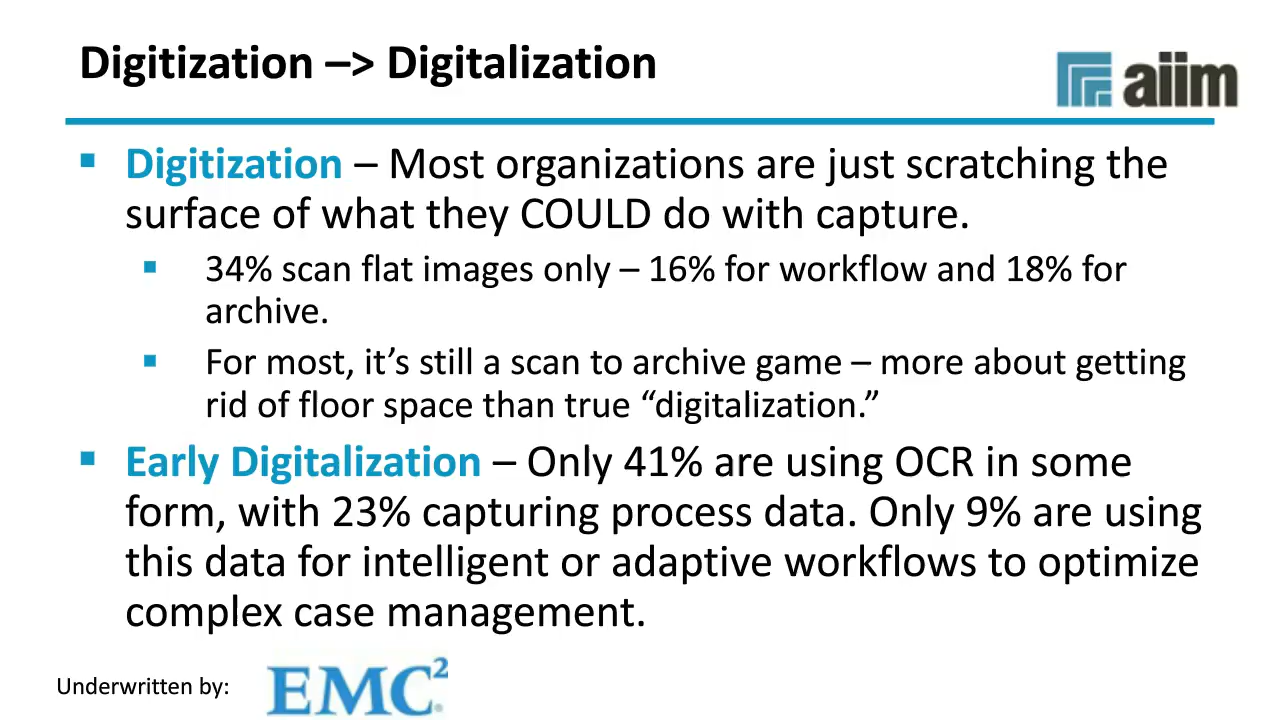 Digitization –> Digitalization
aiim
▪ Digitization – Most organizations are just scratching the
surface of what they COULD do with capture.
▪ 34% scan flat images only – 16% for workflow and 18% for
archive.
▪ For most, it’s still a scan to archive game – more about getting
rid of floor space than true “digitalization.”
▪ Early Digitalization – Only 41% are using OCR in some
form, with 23% capturing process data. Only 9% are using
this data for intelligent or adaptive workflows to optimize
complex case management.
Underwritten by:
EMC²®